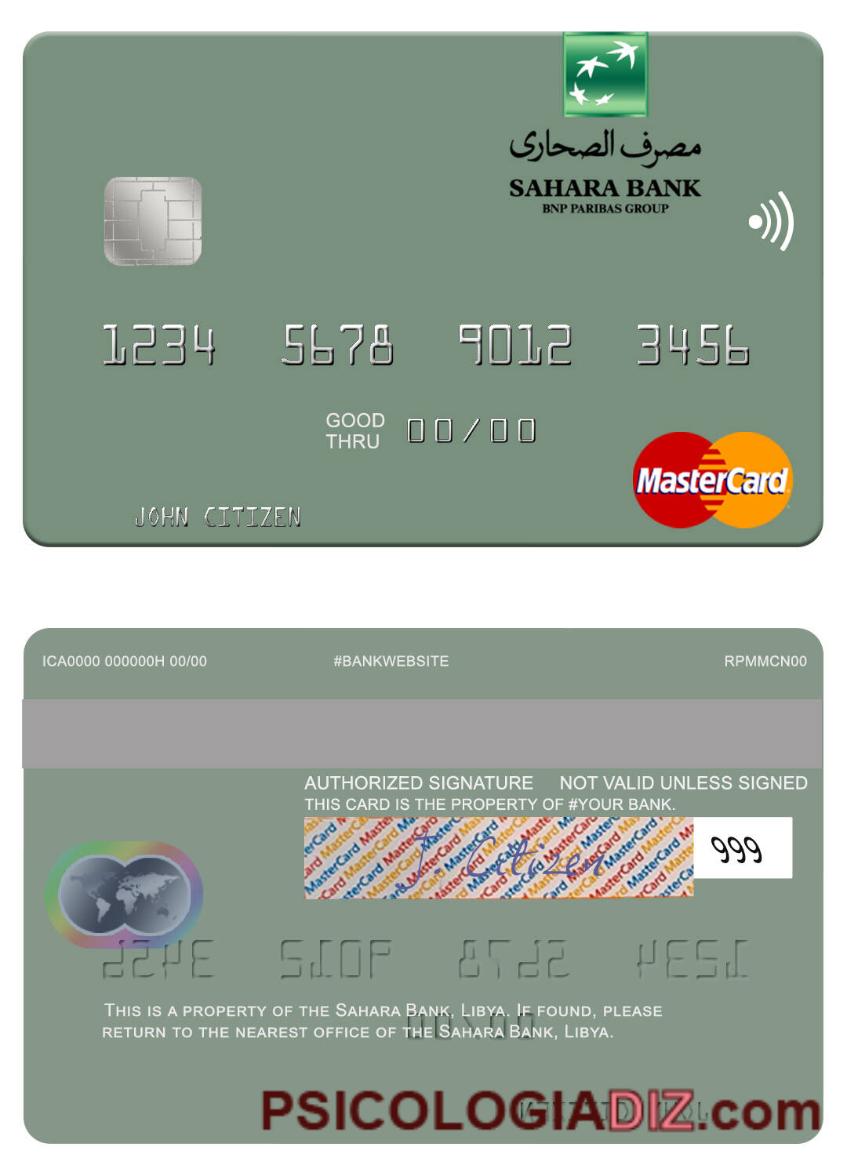 مصرف الصحارى
SAHARA BANK
BNP PARIBAS GROUP
1234 5678 9012 3456
GOOD THRU 00/00
MasterCard
JOHN CITIZEN
ICA0000 000000H 00/00 #BANKWEBSITE RPMMCN00
AUTHORIZED SIGNATURE NOT VALID UNLESS SIGNED
THIS CARD IS THE PROPERTY OF #YOUR BANK.
J. Citizen 999
THIS IS A PROPERTY OF THE SAHARA BANK, LIBYA. IF FOUND, PLEASE
RETURN TO THE NEAREST OFFICE OF THE SAHARA BANK, LIBYA.
PSICOLOGIADIZ.com